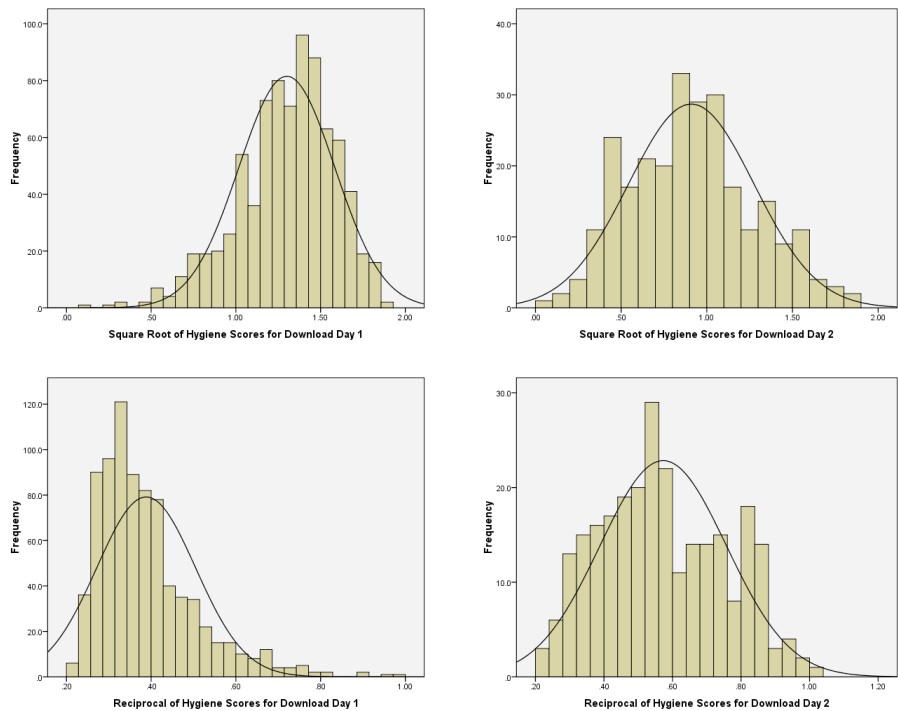 100.0
80.0
60.0
40.0
20.0
.0
Frequency
.00 .50 1.00 1.50 2.00
Square Root of Hygiene Scores for Download Day 1
40.0
30.0
20.0
10.0
.0
Frequency
.00 .50 1.00 1.50 2.00
Square Root of Hygiene Scores for Download Day 2
120.0
100.0
80.0
60.0
40.0
20.0
.0
Frequency
.20 .40 .60 .80 1.00
Reciprocal of Hygiene Scores for Download Day 1
30.0
20.0
10.0
.0
Frequency
.20 .40 .60 .80 1.00 1.20
Reciprocal of Hygiene Scores for Download Day 2